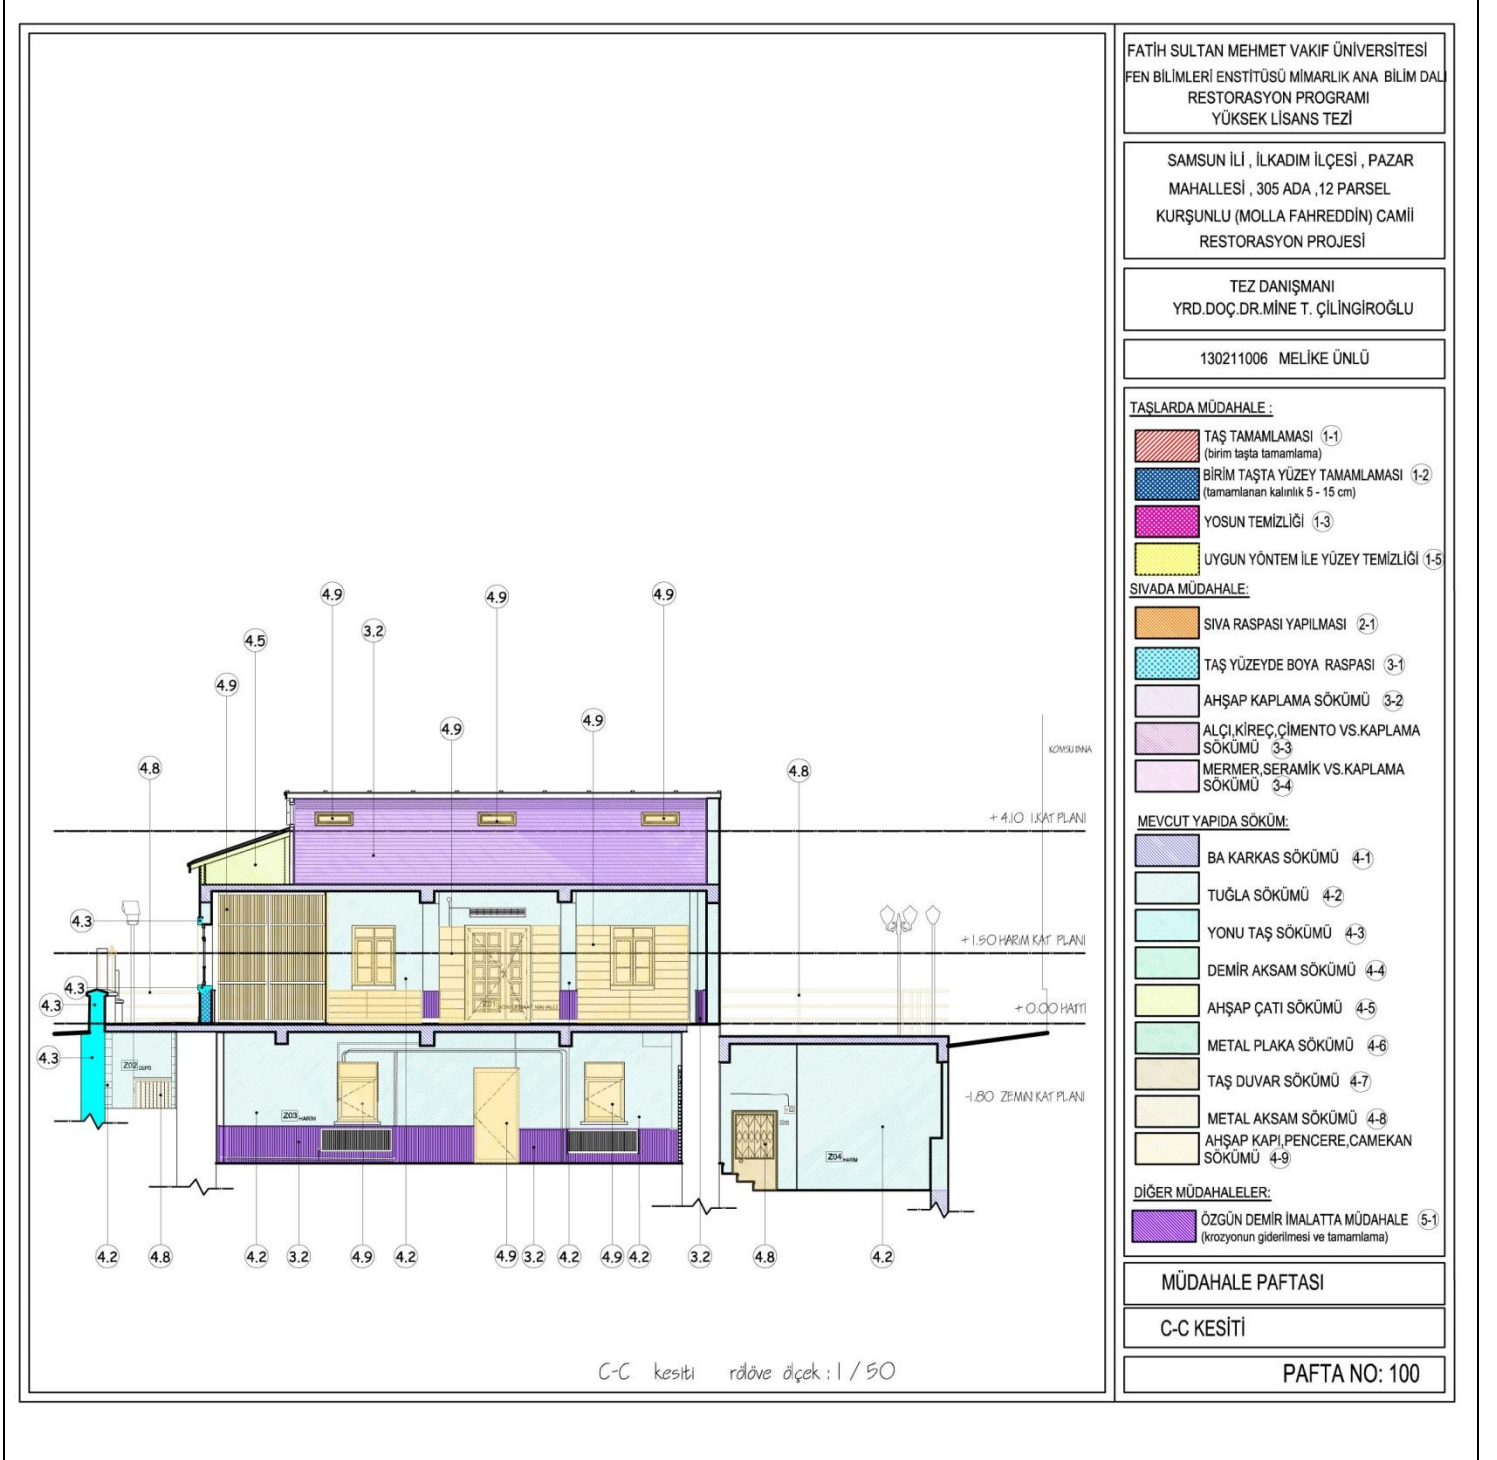 FATİH SULTAN MEHMET VAKIF ÜNİVERSİTESİ
FEN BİLİMLERİ ENSTİTÜSÜ MİMARLIK ANA BİLİM DALI
RESTORASYON PROGRAMI
YÜKSEK LİSANS TEZİ
SAMSUN İLİ , İLKADIM İLÇESİ , PAZAR
MAHALLESİ , 305 ADA ,12 PARSEL
KURŞUNLU (MOLLA FAHREDDİN) CAMİİ
RESTORASYON PROJESİ
TEZ DANIŞMANI
YRD.DOÇ.DR.MİNE T. ÇİLİNGİROĞLU
130211006 MELİKE ÜNLÜ
TAŞLARDA MÜDAHALE :
TAŞ TAMAMLAMASI 1-1
(birim taşta tamamlama)
BİRİM TAŞTA YÜZEY TAMAMLAMASI 1-2
(tamamlanan kalınlık 5 - 15 cm)
YOSUN TEMİZLİĞİ 1-3
UYGUN YÖNTEM İLE YÜZEY TEMİZLİĞİ 1-5
SIVADA MÜDAHALE:
SIVA RASPASI YAPILMASI 2-1
TAŞ YÜZEYDE BOYA RASPASI 3-1
AHŞAP KAPLAMA SÖKÜMÜ 3-2
ALÇI,KİREÇ,ÇİMENTO VS.KAPLAMA
SÖKÜMÜ 3-3
MERMER,SERAMİK VS.KAPLAMA
SÖKÜMÜ 3-4
MEVCUT YAPIDA SÖKÜM:
BA KARKAS SÖKÜMÜ 4-1
TUĞLA SÖKÜMÜ 4-2
YONU TAŞ SÖKÜMÜ 4-3
DEMİR AKSAM SÖKÜMÜ 4-4
AHŞAP ÇATI SÖKÜMÜ 4-5
METAL PLAKA SÖKÜMÜ 4-6
TAŞ DUVAR SÖKÜMÜ 4-7
METAL AKSAM SÖKÜMÜ 4-8
AHŞAP KAPI,PENCERE,CAMEKAN
SÖKÜMÜ 4-9
DİĞER MÜDAHALELER:
ÖZGÜN DEMİR İMALATTA MÜDAHALE 5-1
(krozyonun giderilmesi ve tamamlama)
MÜDAHALE PAFTASI
C-C KESİTİ
PAFTA NO: 100
4.9 4.9 4.9
3.2
4.5
4.9
4.9 4.9
4.8 4.8
KOMSU BINA
+ 4.10 1.KAT PLANI
4.3
+ 1.50 HARIM KAT PLANI
4.3
4.3
+ 0.00 HATTI
4.3
Z02 DEPO
-1.80 ZEMIN KAT PLANI
Z03 HARIM
Z04 HARIM
4.2 4.8 4.2 3.2 4.9 4.2 4.9 3.2 4.2 4.9 4.2 3.2 4.8 4.2
C-C kesiti rölöve ölçek : 1 / 50